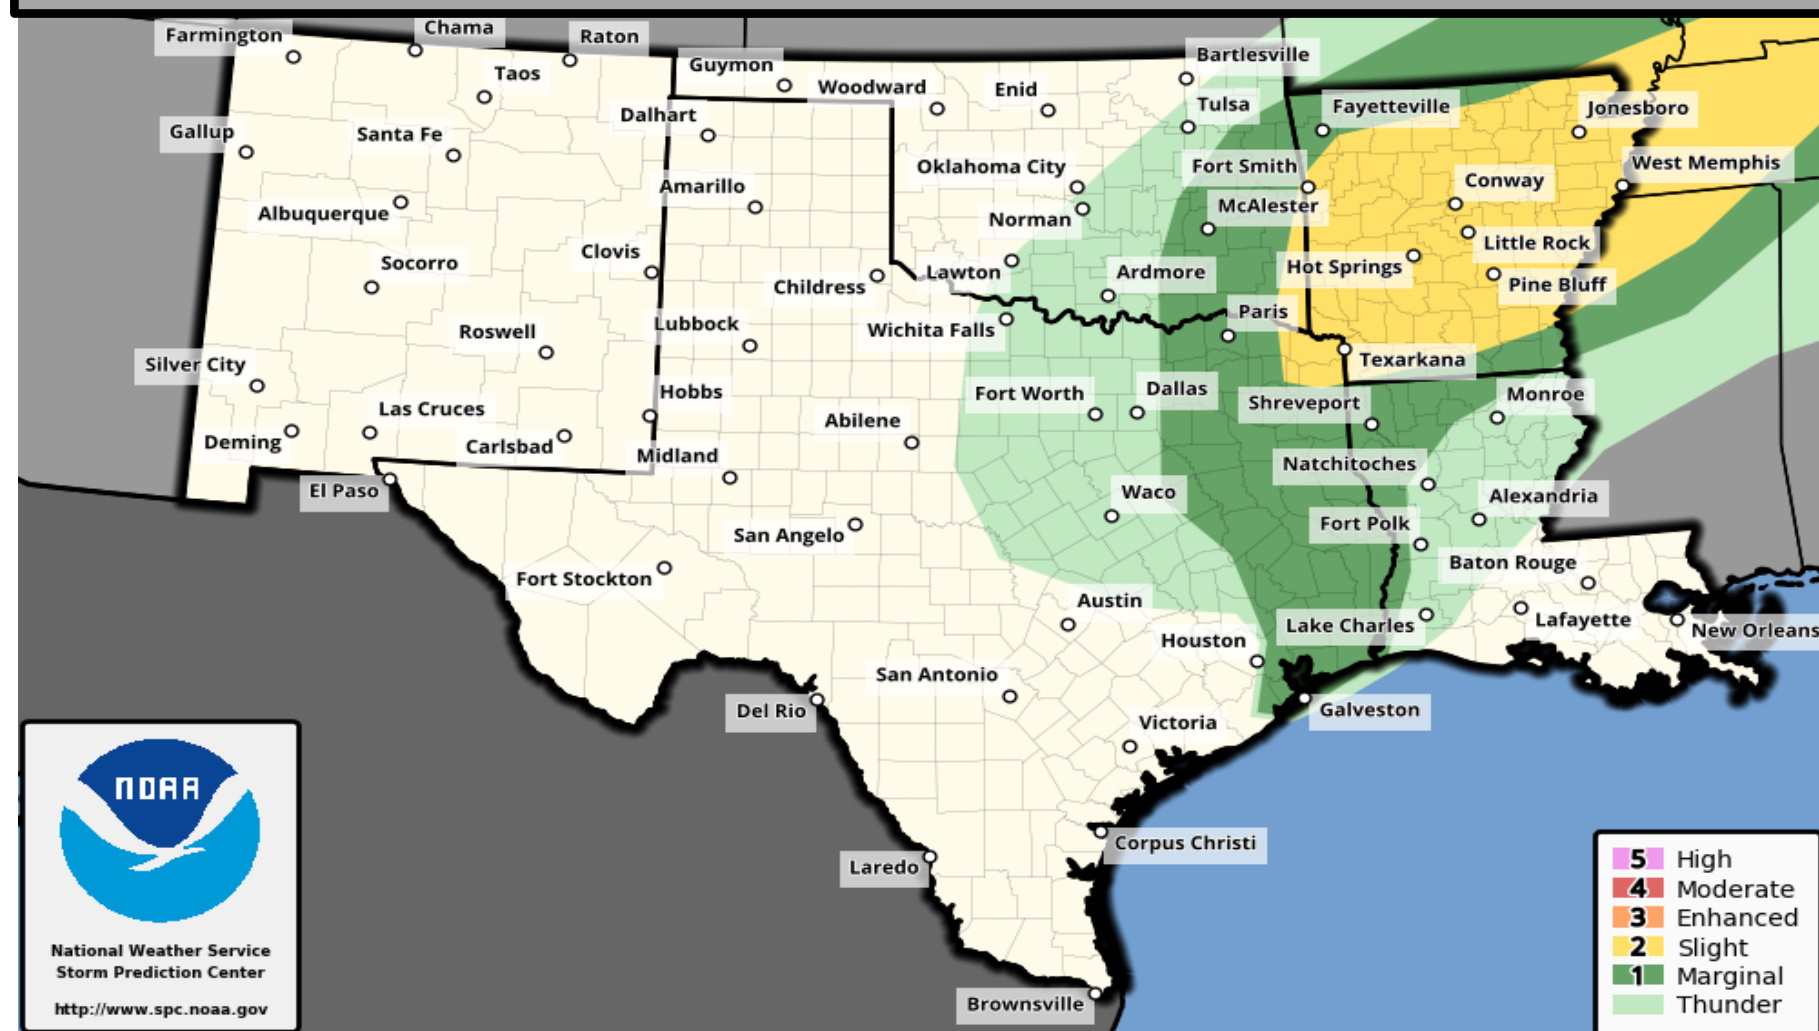 Farmington
Chama
Raton
Taos
Guymon
Woodward
Enid
Bartlesville
Tulsa
Fayetteville
Jonesboro
Gallup
Santa Fe
Dalhart
Oklahoma City
Fort Smith
Conway
West Memphis
Albuquerque
Amarillo
Norman
McAlester
Little Rock
Socorro
Clovis
Childress
Lawton
Ardmore
Hot Springs
Pine Bluff
Roswell
Lubbock
Wichita Falls
Paris
Texarkana
Silver City
Hobbs
Fort Worth
Dallas
Shreveport
Monroe
Deming
Las Cruces
Carlsbad
Midland
Abilene
Natchitoches
El Paso
San Angelo
Waco
Fort Polk
Alexandria
Fort Stockton
Austin
Baton Rouge
Houston
Lake Charles
Lafayette
New Orleans
Del Rio
San Antonio
Victoria
Galveston
Laredo
Corpus Christi
Brownsville
NOAA
National Weather Service
Storm Prediction Center
http://www.spc.noaa.gov
5 High
4 Moderate
3 Enhanced
2 Slight
1 Marginal
Thunder